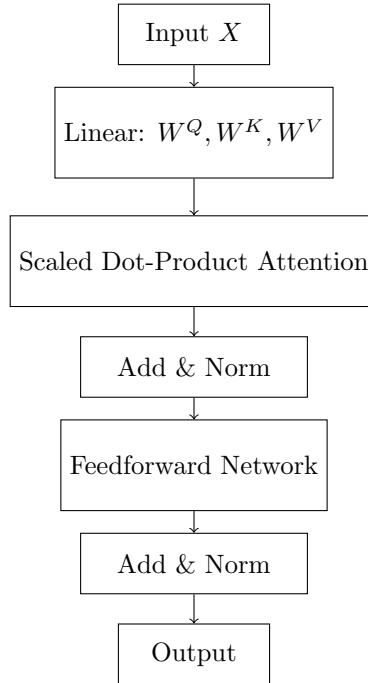 Input X
Linear: W^Q, W^K, W^V
Scaled Dot-Product Attention
Add & Norm
Feedforward Network
Add & Norm
Output